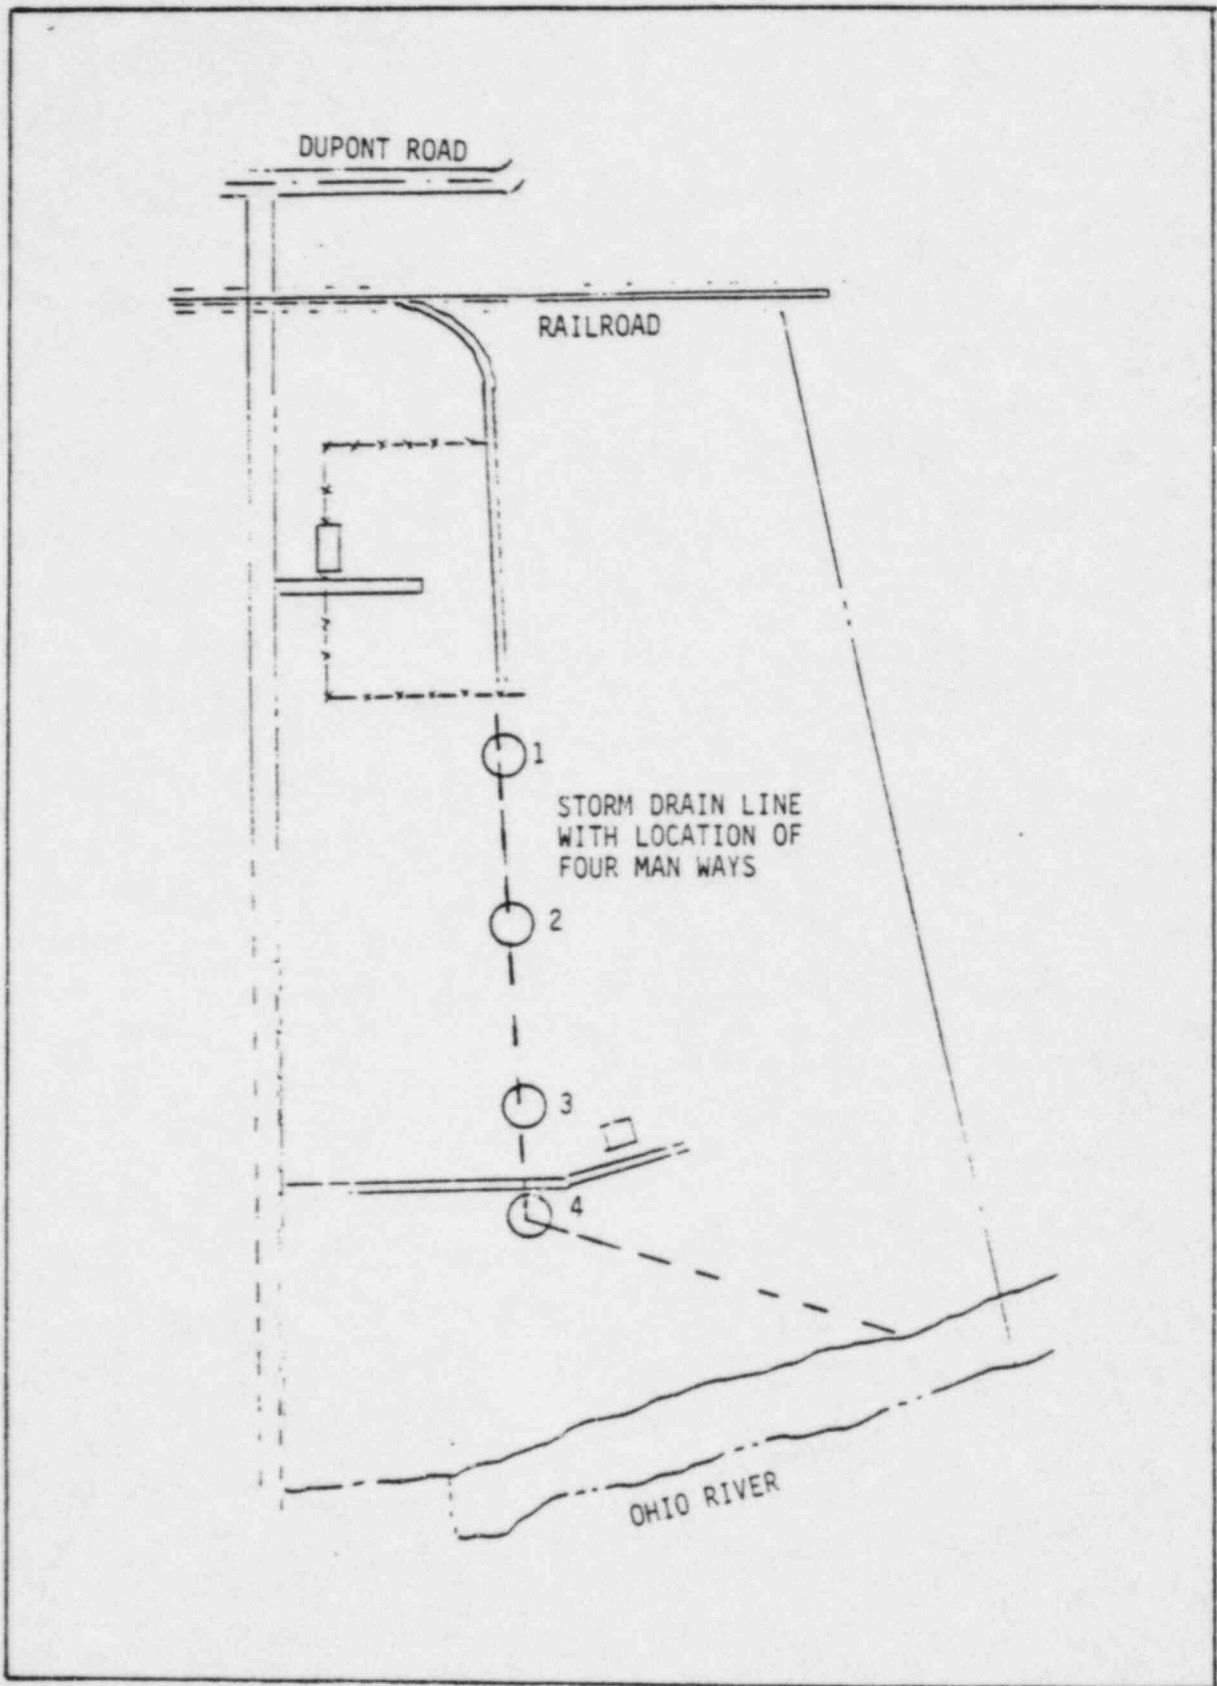 DUPONT ROAD
RAILROAD
1
STORM DRAIN LINE
WITH LOCATION OF
FOUR MAN WAYS
2
3
4
OHIO RIVER